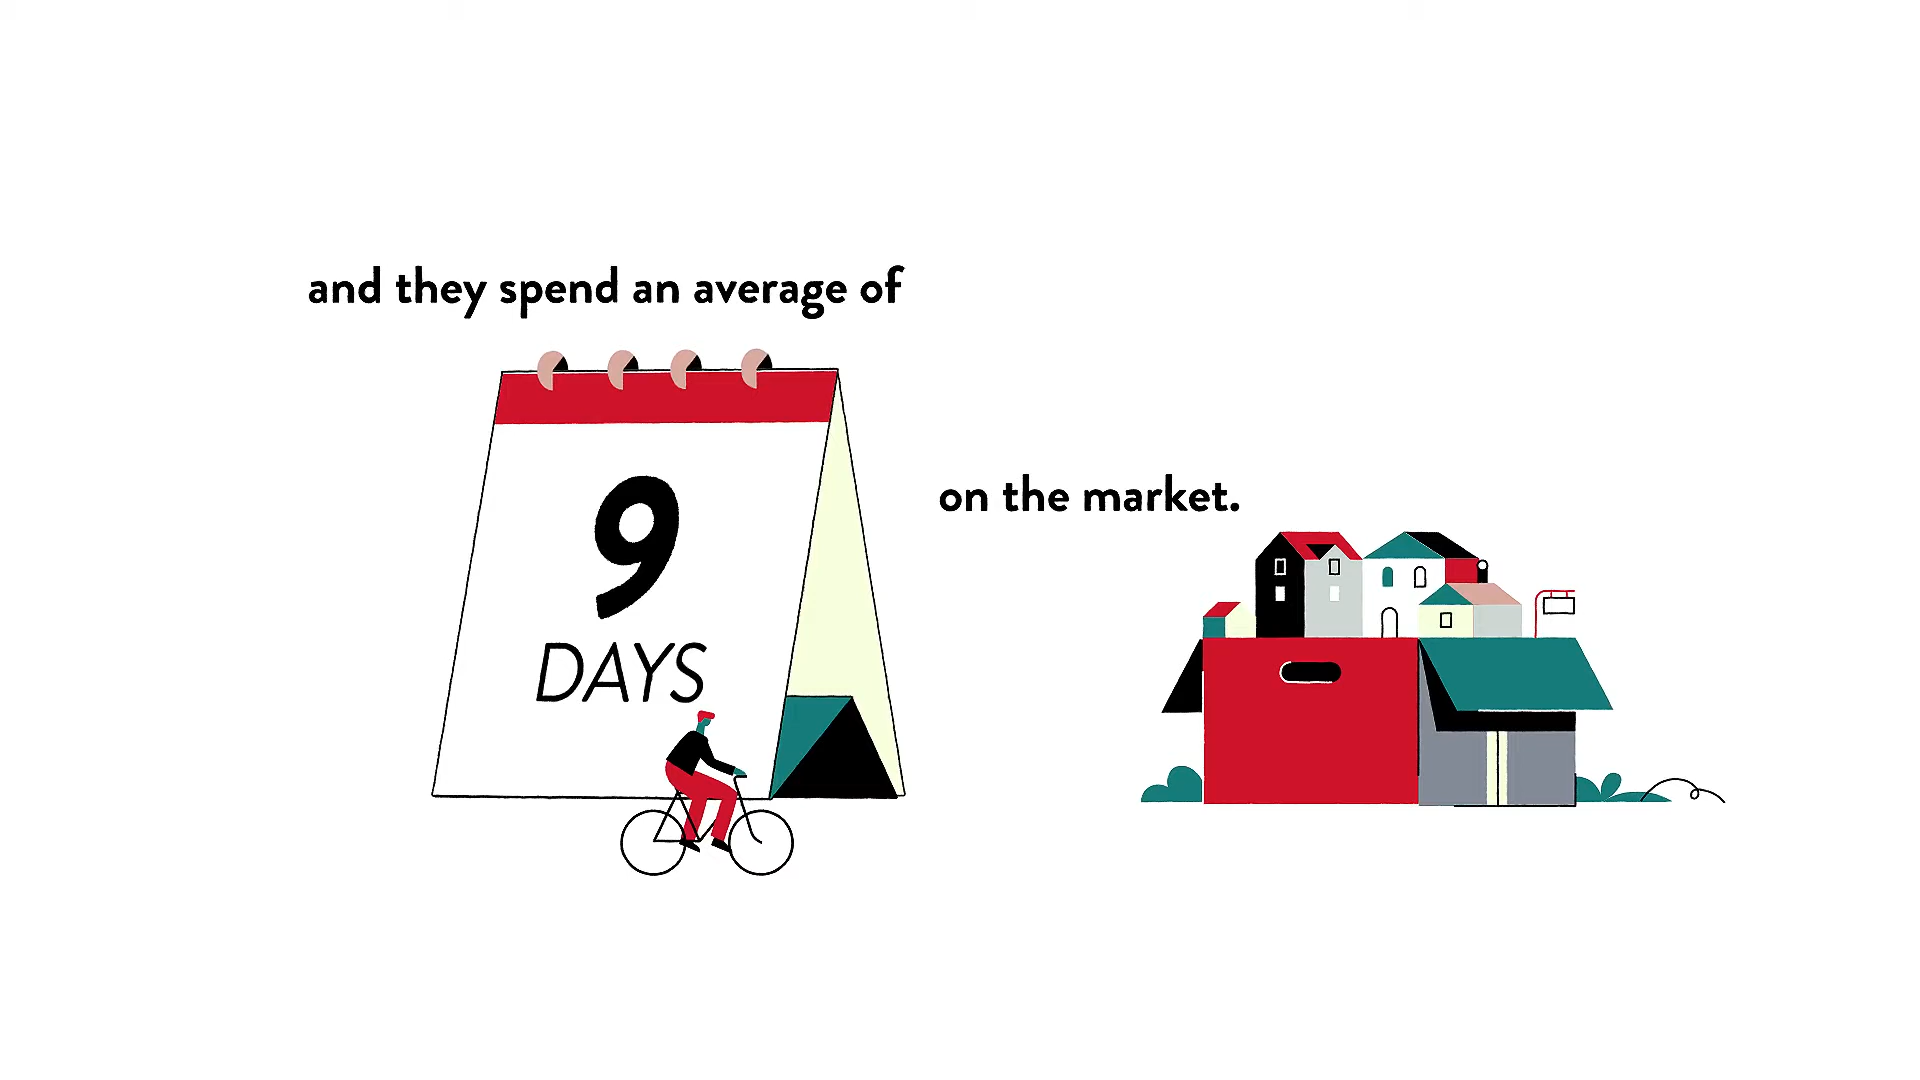 and they spend an average of
9
DAYS
on the market.